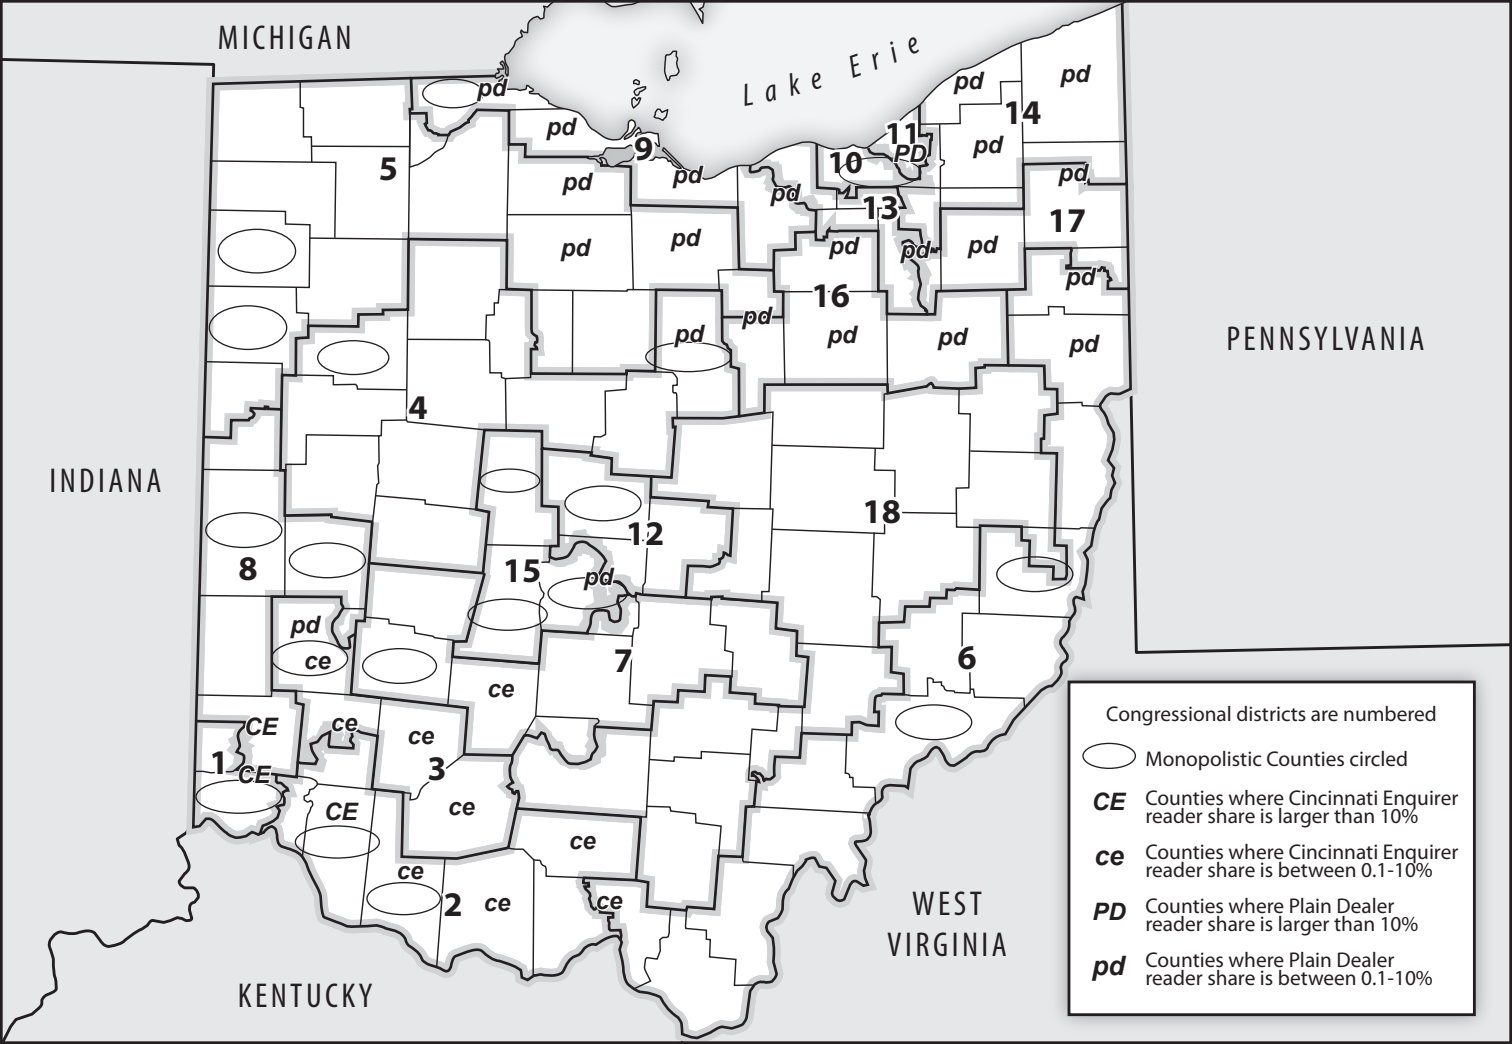 MICHIGAN
Lake Erie
pd
pd
pd
14
pd
11
PD
pd
pd
9
10
5
pd
pd
pd
pd
13
17
pd
pd
pd
pd
pd
pd
16
pd
pd
pd
pd
pd
pd
PENNSYLVANIA
4
INDIANA
18
12
8
15
pd
pd
ce
7
6
ce
CE
ce
ce
1
CE
3
CE
ce
ce
ce
2
ce
ce
WEST
VIRGINIA
KENTUCKY
Congressional districts are numbered
Monopolistic Counties circled
CE Counties where Cincinnati Enquirer
reader share is larger than 10%
ce Counties where Cincinnati Enquirer
reader share is between 0.1-10%
PD Counties where Plain Dealer
reader share is larger than 10%
pd Counties where Plain Dealer
reader share is between 0.1-10%